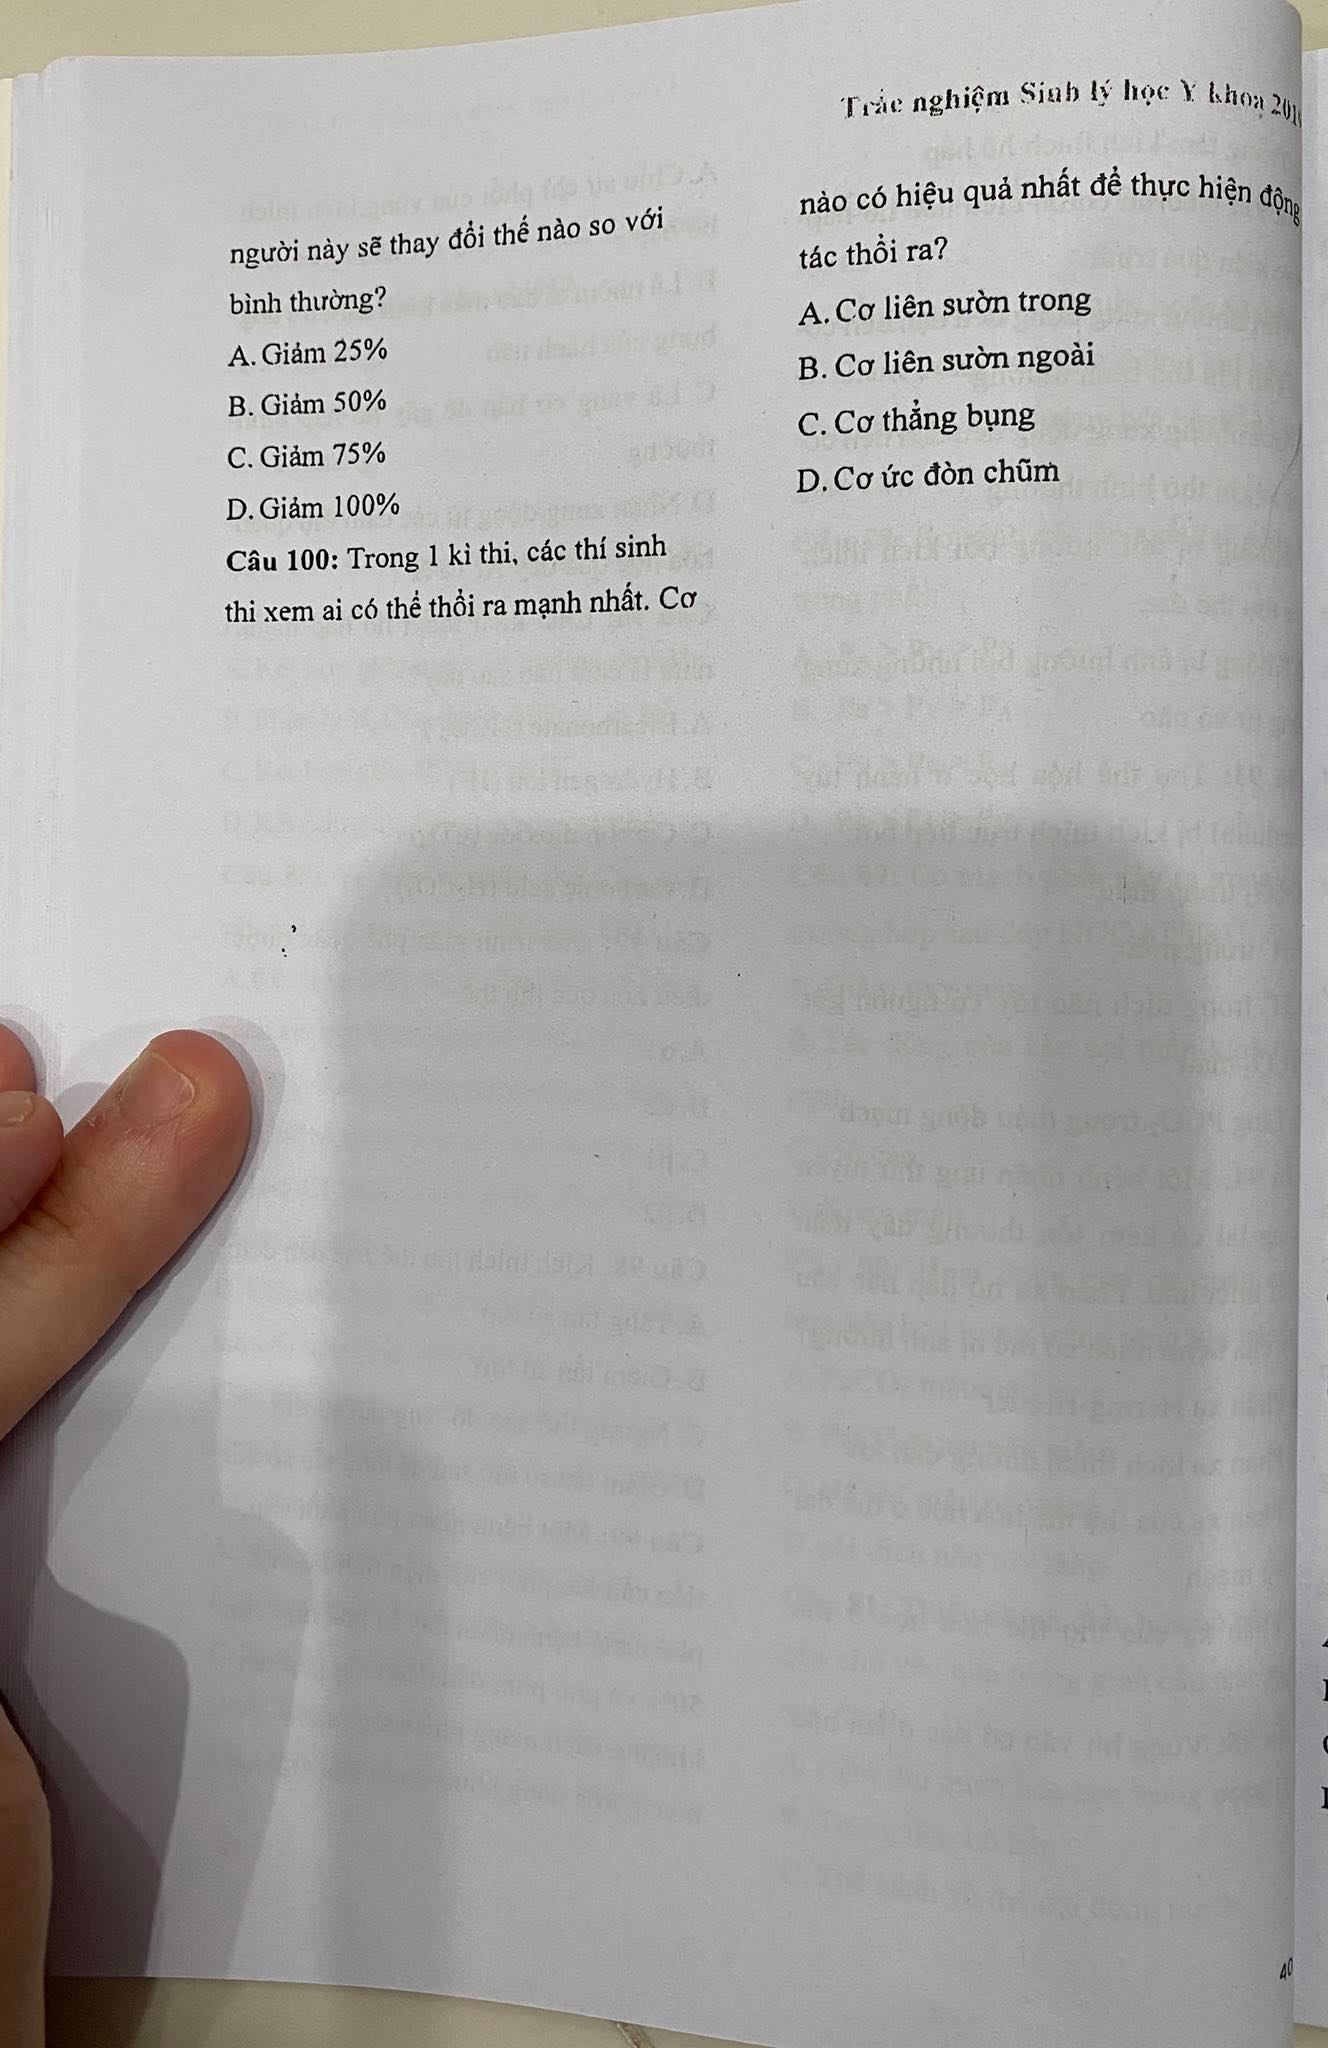 Trắc nghiệm Sinh lý học Y khoa
người này sẽ thay đổi thế nào so với
bình thường?
A. Giảm 25%
B. Giảm 50%
C. Giảm 75%
D. Giảm 100%
Câu 100: Trong 1 kì thi, các thí sinh
thi xem ai có thể thổi ra mạnh nhất. Cơ
nào có hiệu quả nhất để thực hiện động
tác thổi ra?
A. Cơ liên sườn trong
B. Cơ liên sườn ngoài
C. Cơ thẳng bụng
D. Cơ ức đòn chũm
40